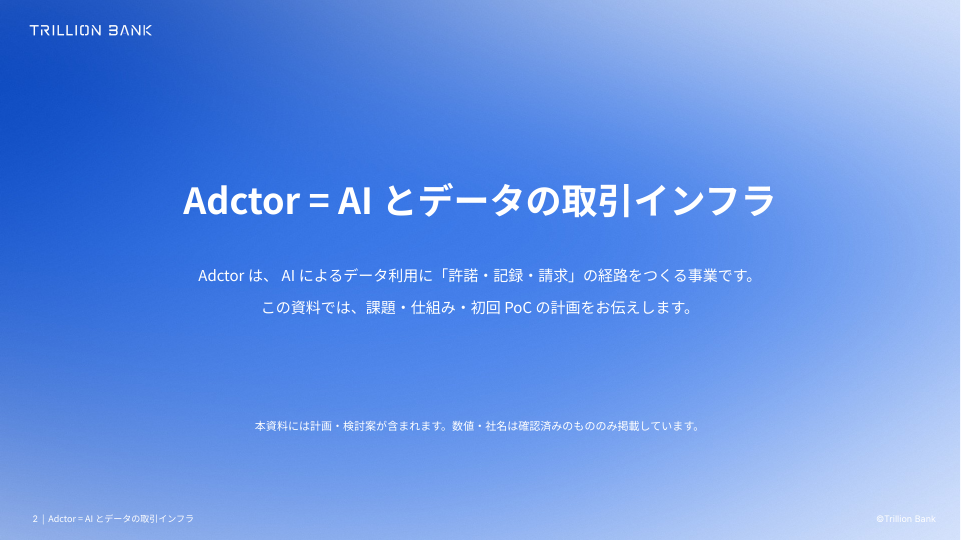 TRILLION BANK
Adctor = AI とデータの取引インフラ
Adctor は、 AI によるデータ利用に「許諾・記録・請求」の経路をつくる事業です。
この資料では、課題・仕組み・初回 PoC の計画をお伝えします。
本資料には計画・検討案が含まれます。数値・社名は確認済みのもののみ掲載しています。
2 | Adctor = AI とデータの取引インフラ
©Trillion Bank